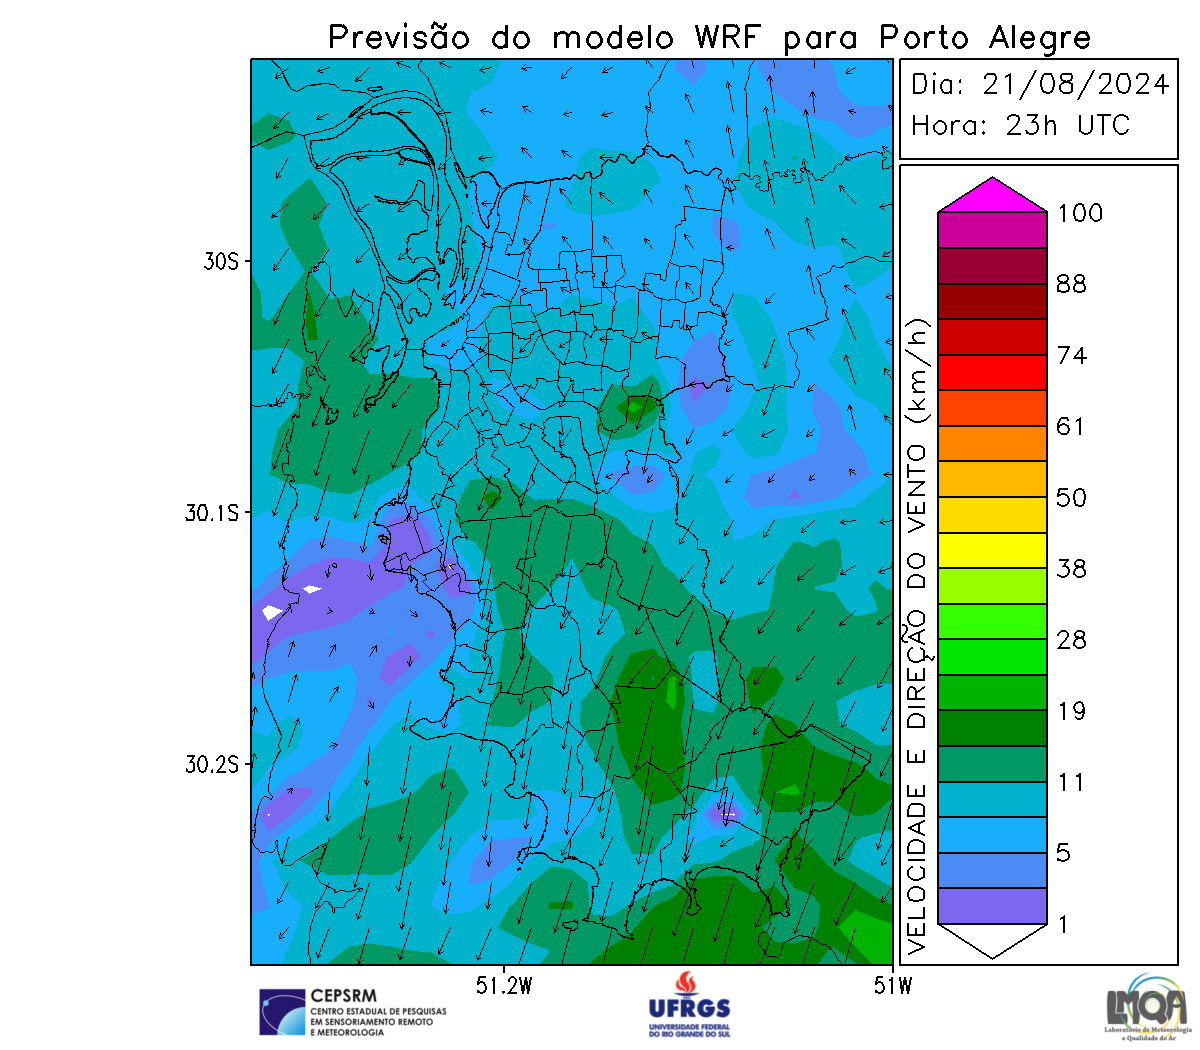 Previsão do modelo WRF para Porto Alegre
Dia: 21/08/2024
Hora: 23h UTC
30S
30.1S
30.2S
51.2W
51W
VELOCIDADE E DIREÇÃO DO VENTO (km/h)
100
88
74
61
50
38
28
19
11
5
1
CEPSRM
CENTRO ESTADUAL DE PESQUISAS
EM SENSORIAMENTO REMOTO
E METEOROLOGIA
UFRGS
UNIVERSIDADE FEDERAL
DO RIO GRANDE DO SUL
LMQA
Laboratório de Meteorologia
e Qualidade do Ar